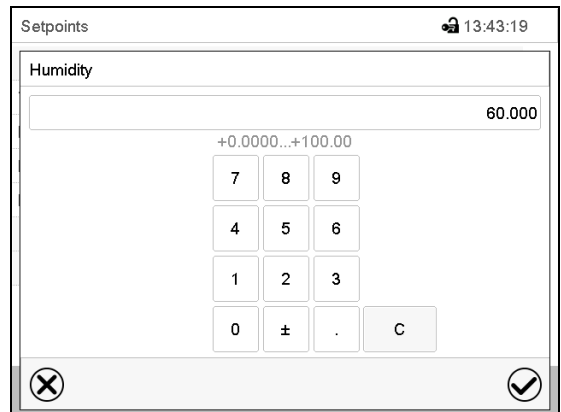 Setpoints 13:43:19
Humidity
60.000
+0.0000...+100.00
7 8 9
4 5 6
1 2 3
0 ± . C